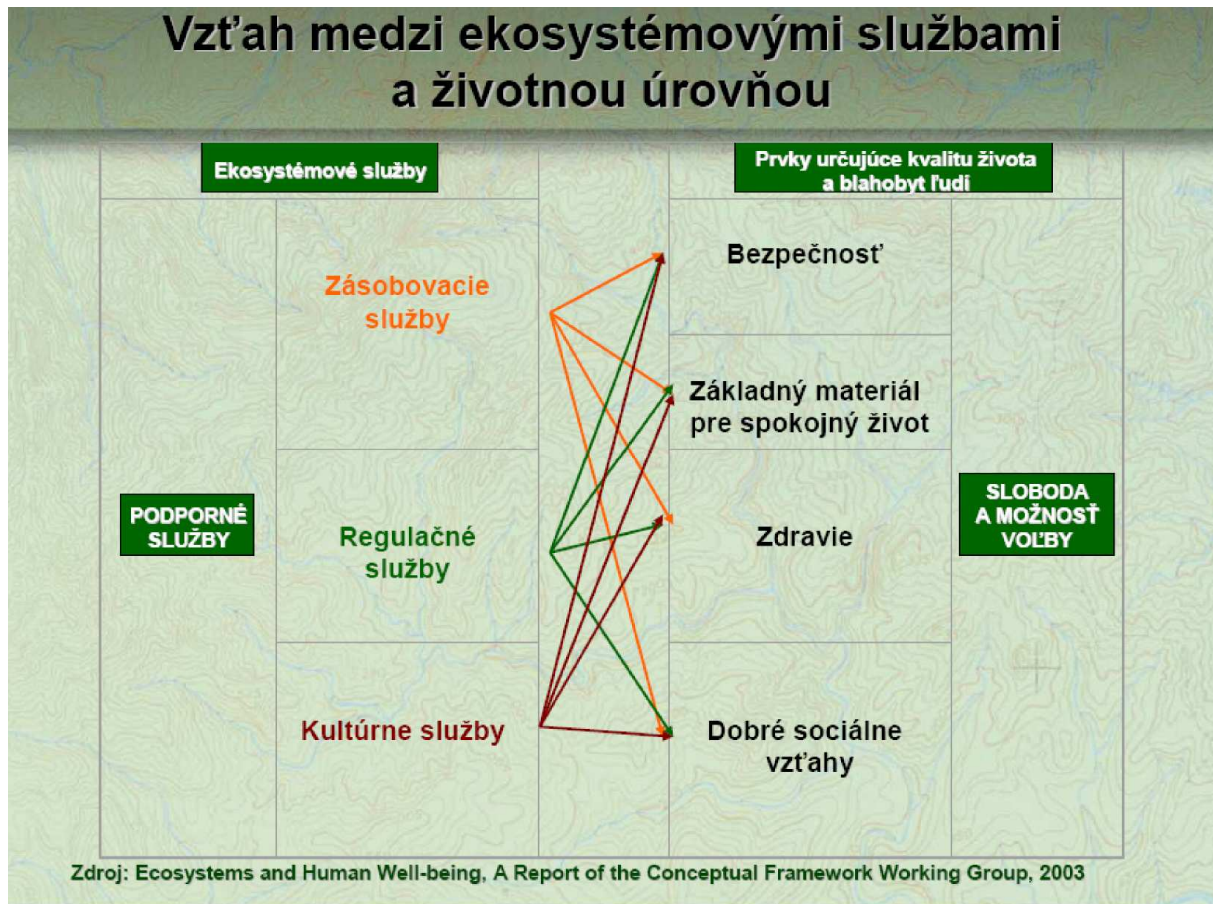 Vzťah medzi ekosystémovými službami
a životnou úrovňou
Ekosystémové služby
Prvky určujúce kvalitu života
a blahobyt ľudí
Zásobovacie
služby
Bezpečnosť
Základný materiál
pre spokojný život
PODPORNÉ
SLUŽBY
Regulačné
služby
Zdravie
SLOBODA
A MOŽNOSŤ
VOĽBY
Kultúrne služby
Dobré sociálne
vzťahy
Zdroj: Ecosystems and Human Well-being, A Report of the Conceptual Framework Working Group, 2003